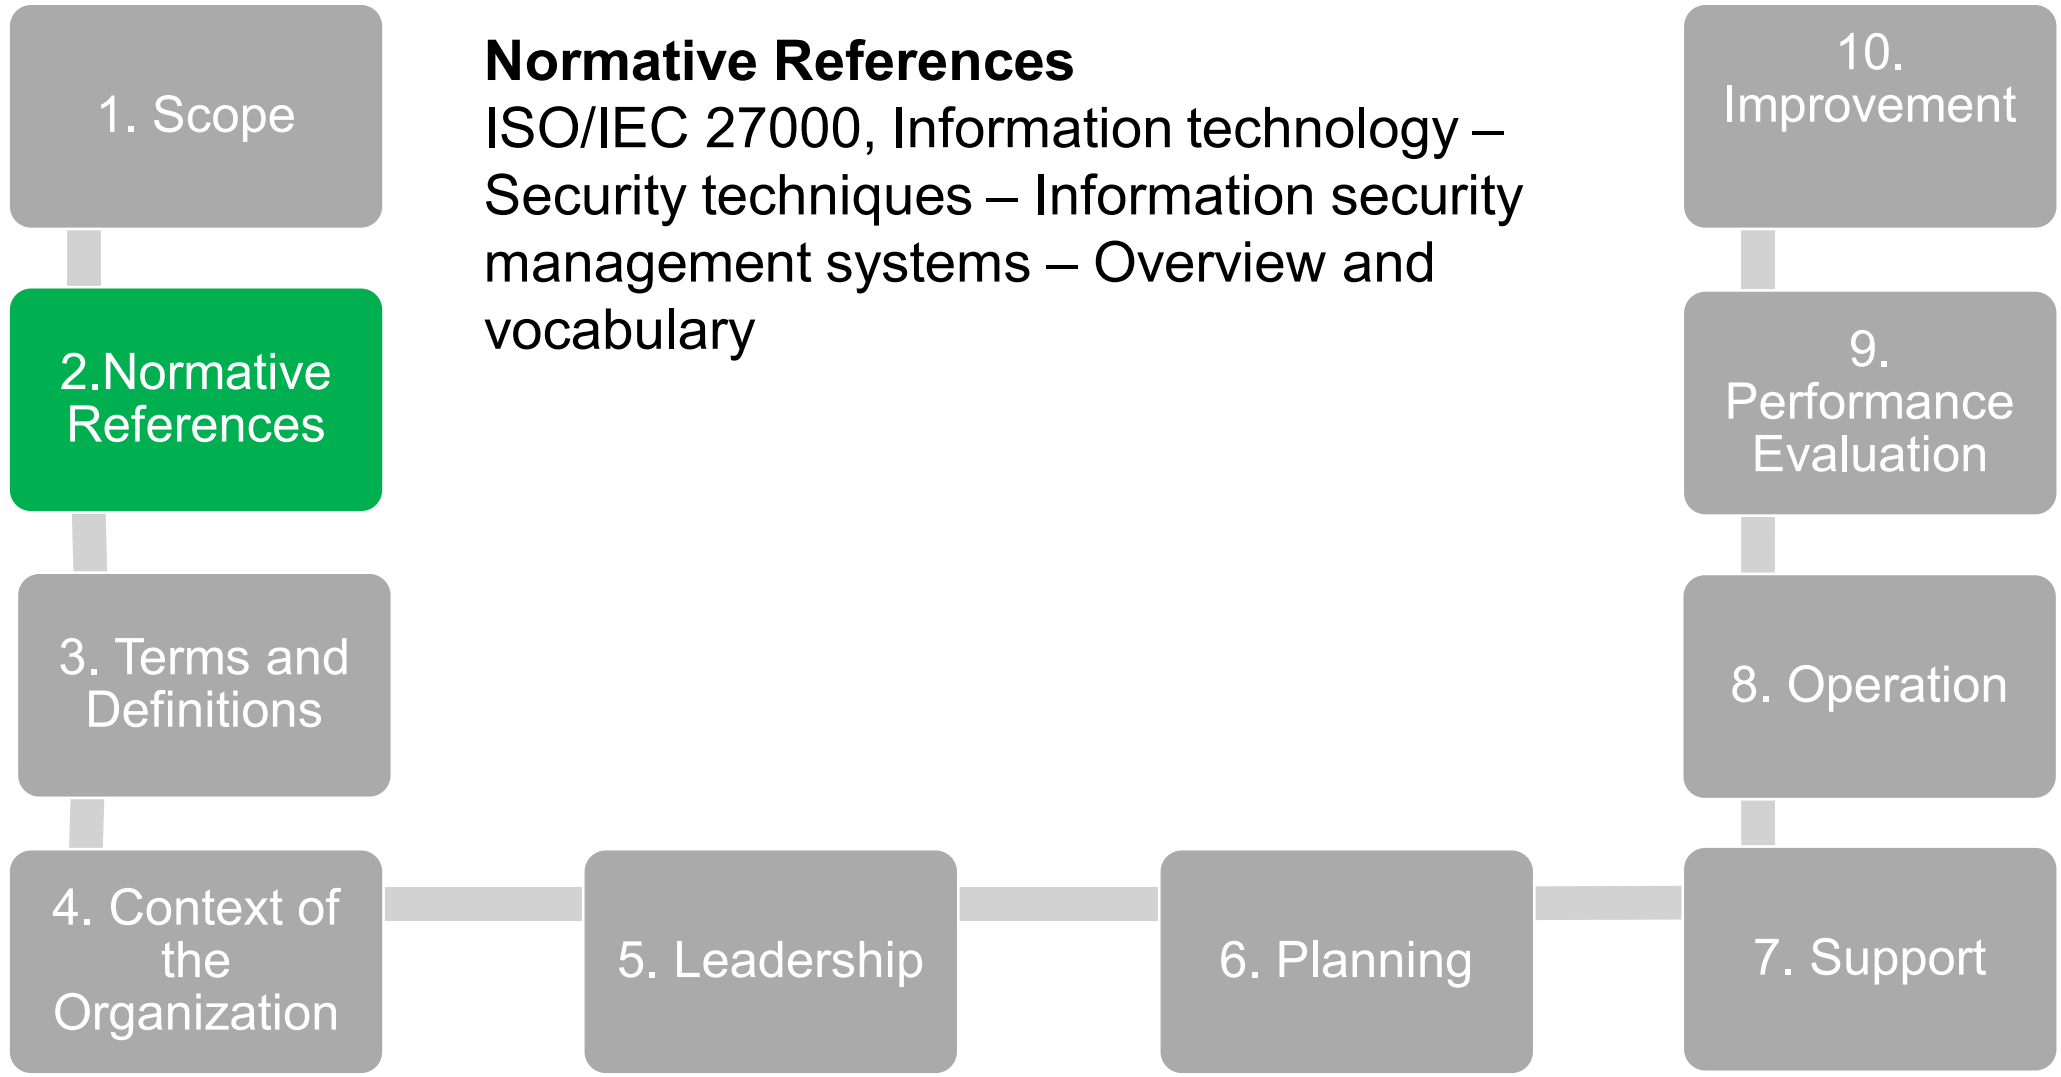 1. Scope
Normative References
ISO/IEC 27000, Information technology –
Security techniques – Information security
management systems – Overview and
vocabulary
2.Normative
References
3. Terms and
Definitions
4. Context of
the
Organization
5. Leadership
6. Planning
7. Support
8. Operation
9.
Performance
Evaluation
10.
Improvement